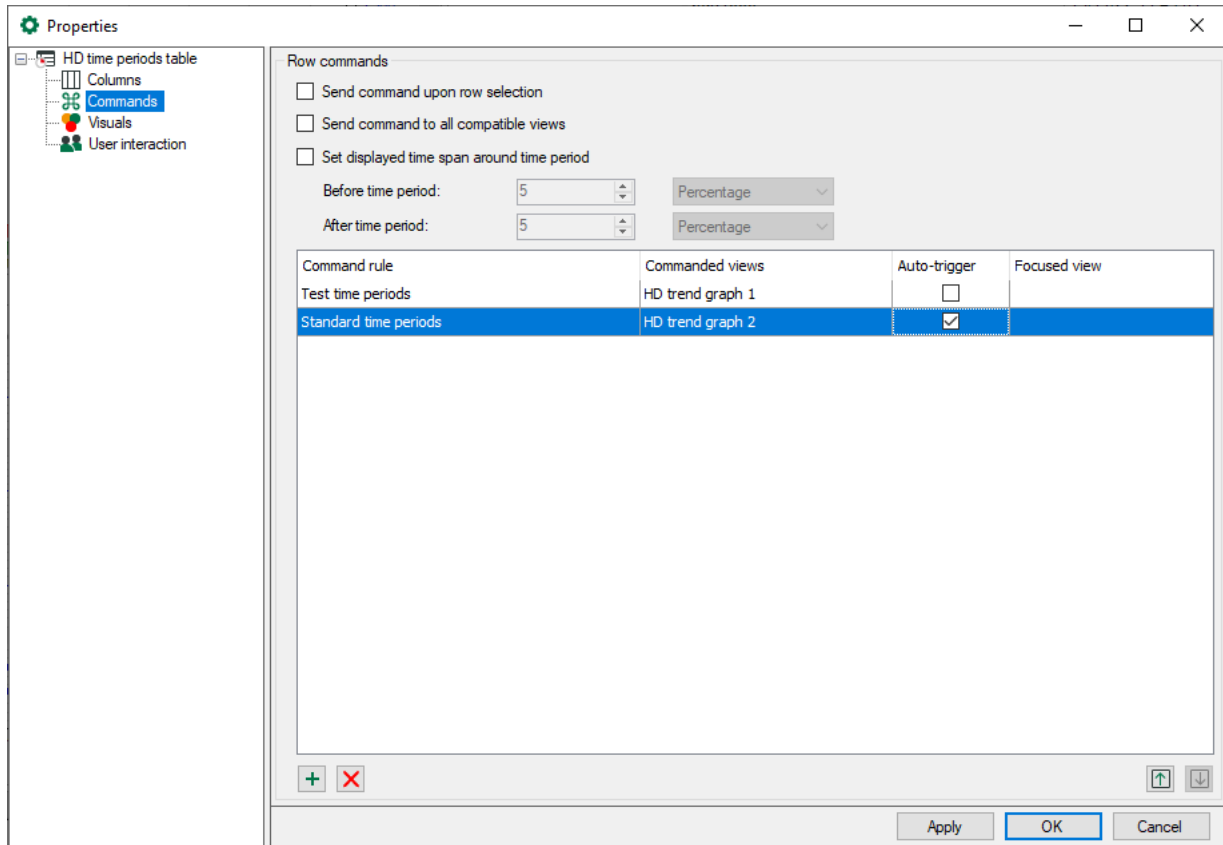 Properties
HD time periods table
Columns
Commands
Visuals
User interaction
Row commands
Send command upon row selection
Send command to all compatible views
Set displayed time span around time period
Before time period: 5 Percentage
After time period: 5 Percentage
Command rule Commanded views Auto-trigger Focused view
Test time periods HD trend graph 1
Standard time periods HD trend graph 2
Apply OK Cancel